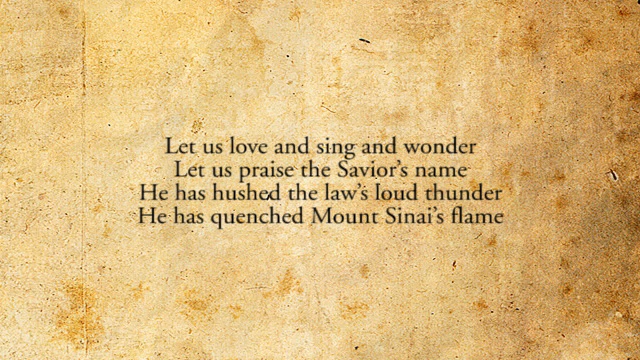 Let us love and sing and wonder
Let us praise the Savior’s name
He has hushed the law’s loud thunder
He has quenched Mount Sinai’s flame